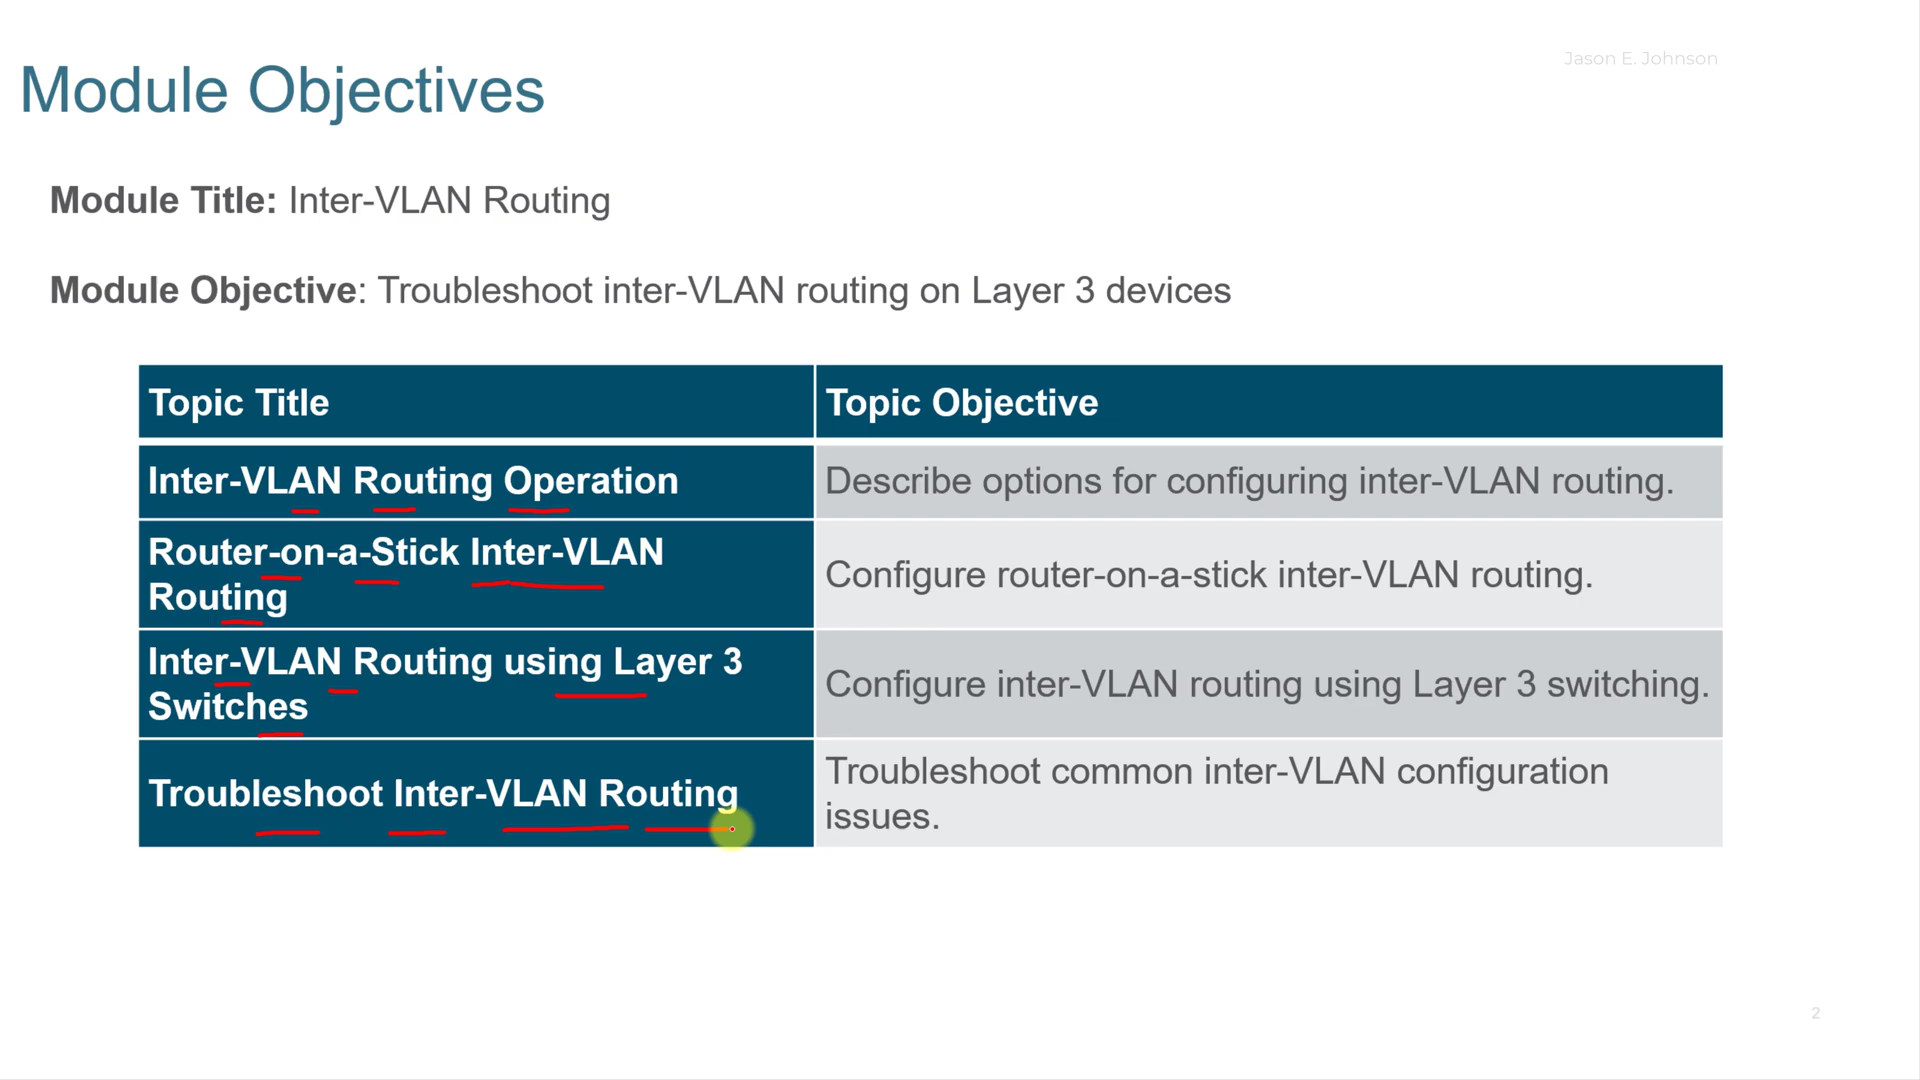 Jason E. Johnson
Module Objectives
Module Title: Inter-VLAN Routing
Module Objective: Troubleshoot inter-VLAN routing on Layer 3 devices
Topic Title
Topic Objective
Inter-VLAN Routing Operation
Describe options for configuring inter-VLAN routing.
Router-on-a-Stick Inter-VLAN
Routing
Configure router-on-a-stick inter-VLAN routing.
Inter-VLAN Routing using Layer 3
Switches
Configure inter-VLAN routing using Layer 3 switching.
Troubleshoot Inter-VLAN Routing
Troubleshoot common inter-VLAN configuration
issues.
2